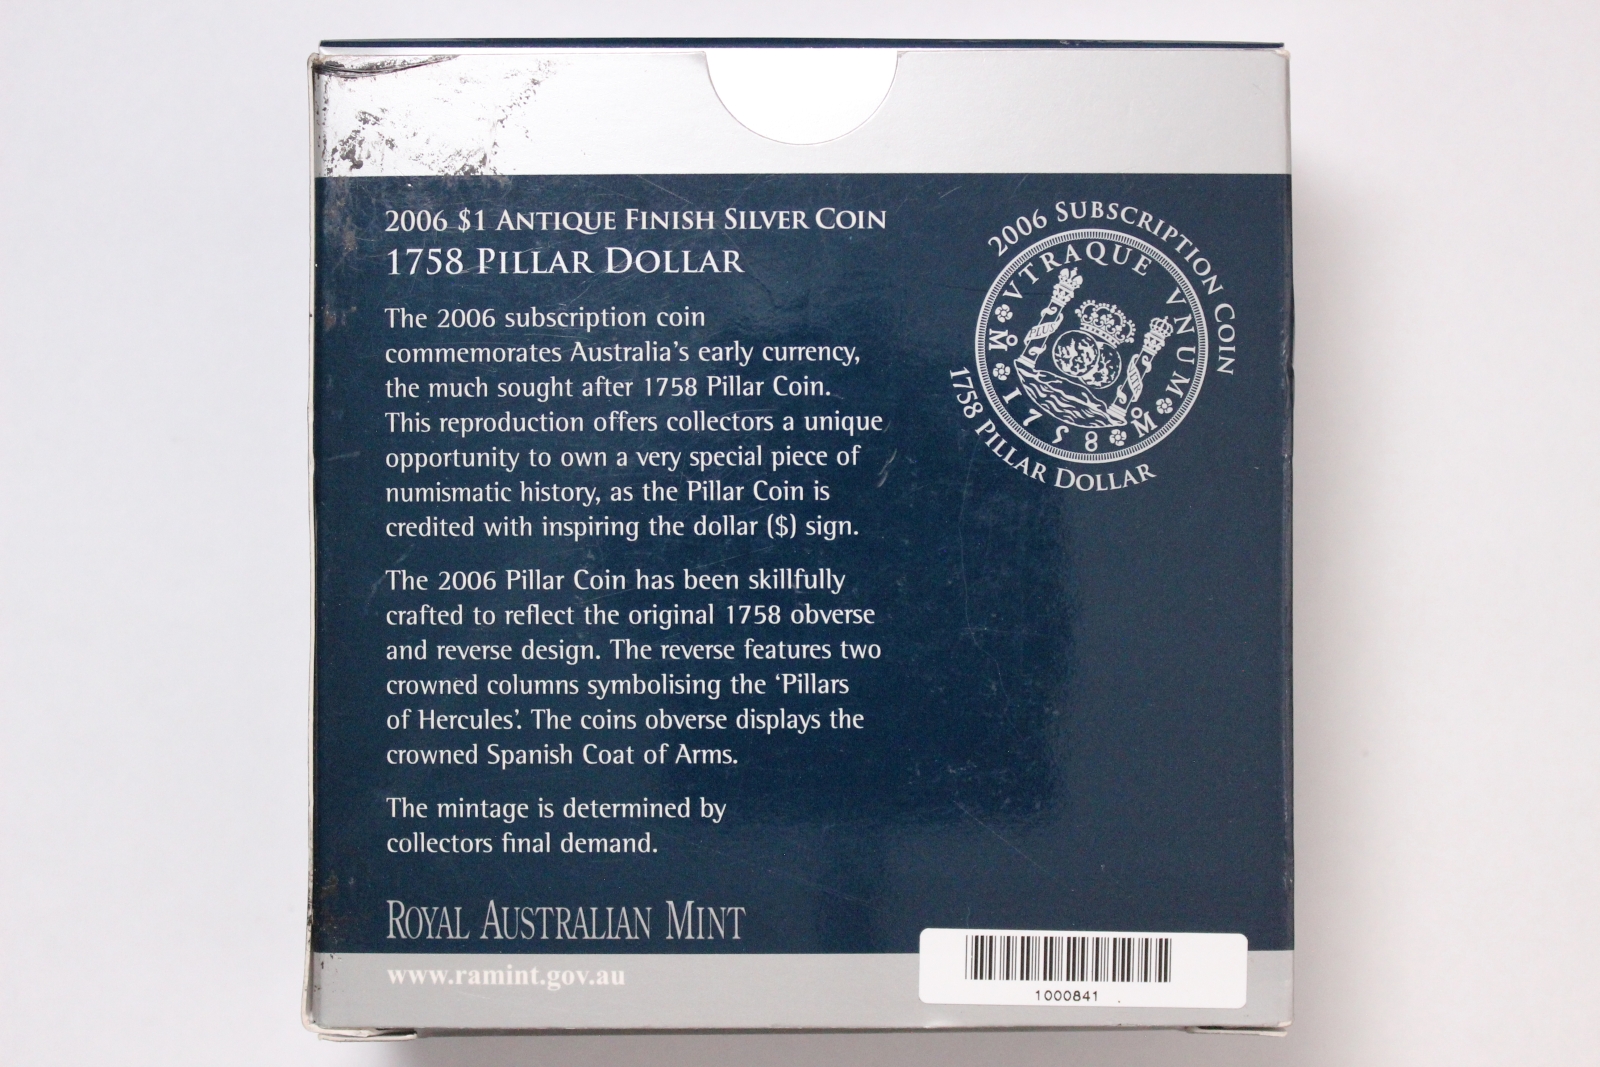 2006 $1 ANTIQUE FINISH SILVER COIN
1758 PILLAR DOLLAR
The 2006 subscription coin
commemorates Australia's early currency,
the much sought after 1758 Pillar Coin.
This reproduction offers collectors a unique
opportunity to own a very special piece of
numismatic history, as the Pillar Coin is
credited with inspiring the dollar ($) sign.
The 2006 Pillar Coin has been skillfully
crafted to reflect the original 1758 obverse
and reverse design. The reverse features two
crowned columns symbolising the 'Pillars
of Hercules'. The coins obverse displays the
crowned Spanish Coat of Arms.
The mintage is determined by
collectors final demand.
ROYAL AUSTRALIAN MINT
www.ramint.gov.au
2006 SUBSCRIPTION COIN
VTRAQUE VNUM
M 1758 M
PLUS
1758 PILLAR DOLLAR
1000841